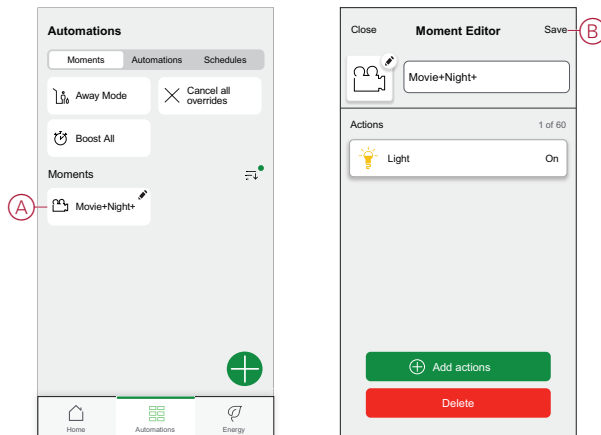 Automations
Moments
Automations
Schedules
Away Mode
Cancel all
overrides
Boost All
Moments
A
Movie+Night+
Home
Automations
Energy
Close
Moment Editor
Save
B
Movie+Night+
Actions
1 of 60
Light
On
Add actions
Delete